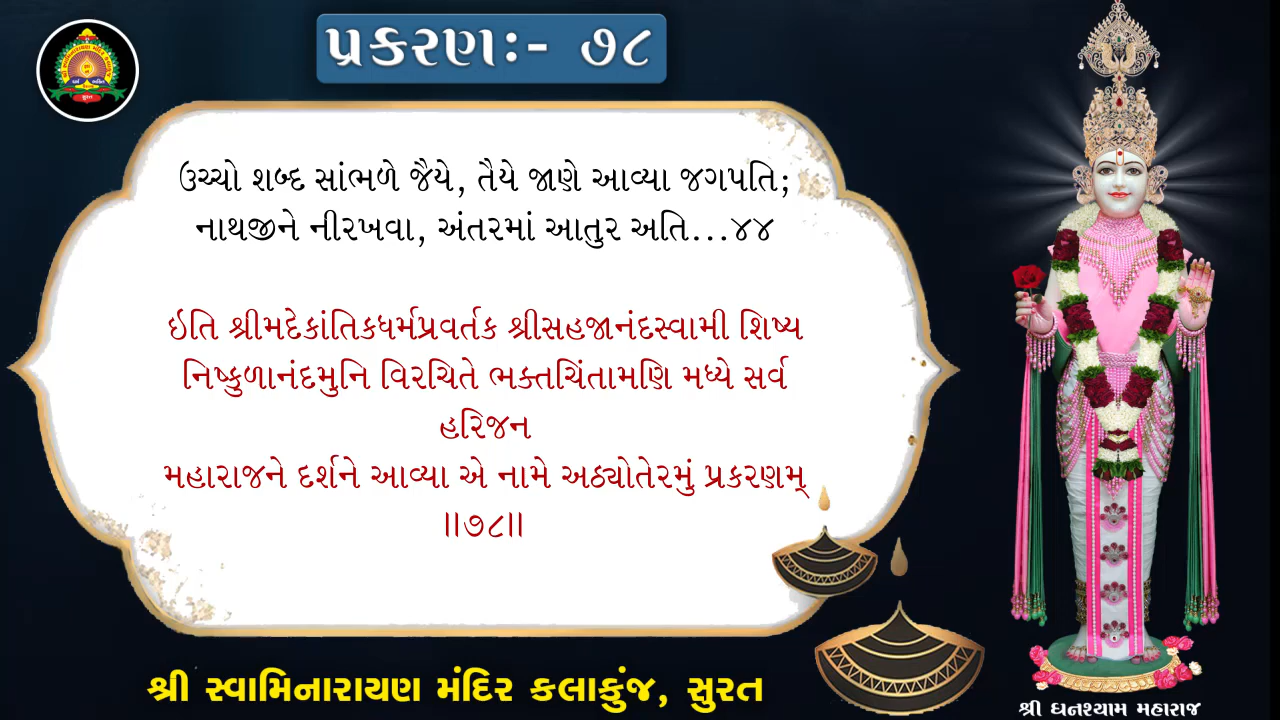 પ્રકરણઃ- ૭૮
ઉચ્ચો શબ્દ સાંભળે જૈયે, તૈયે જાણે આવ્યા જગપતિ;
નાથજીને નીરખવા, અંતરમાં આતુર અતિ...૪૪
ઇતિ શ્રીમદેકાંતિકધર્મપ્રવર્તક શ્રીસહજાનંદસ્વામી શિષ્ય
નિષ્કુળાનંદમુનિ વિરચિતે ભક્તચિંતામણિ મધ્યે સર્વ
હરિજન
મહારાજને દર્શને આવ્યા એ નામે અઠ્યોતેરમું પ્રકરણમ્
॥૭૮॥
શ્રી સ્વામિનારાયણ મંદિર કલાકુંજ, સુરત
શ્રી ઘનશ્યામ મહારાજ